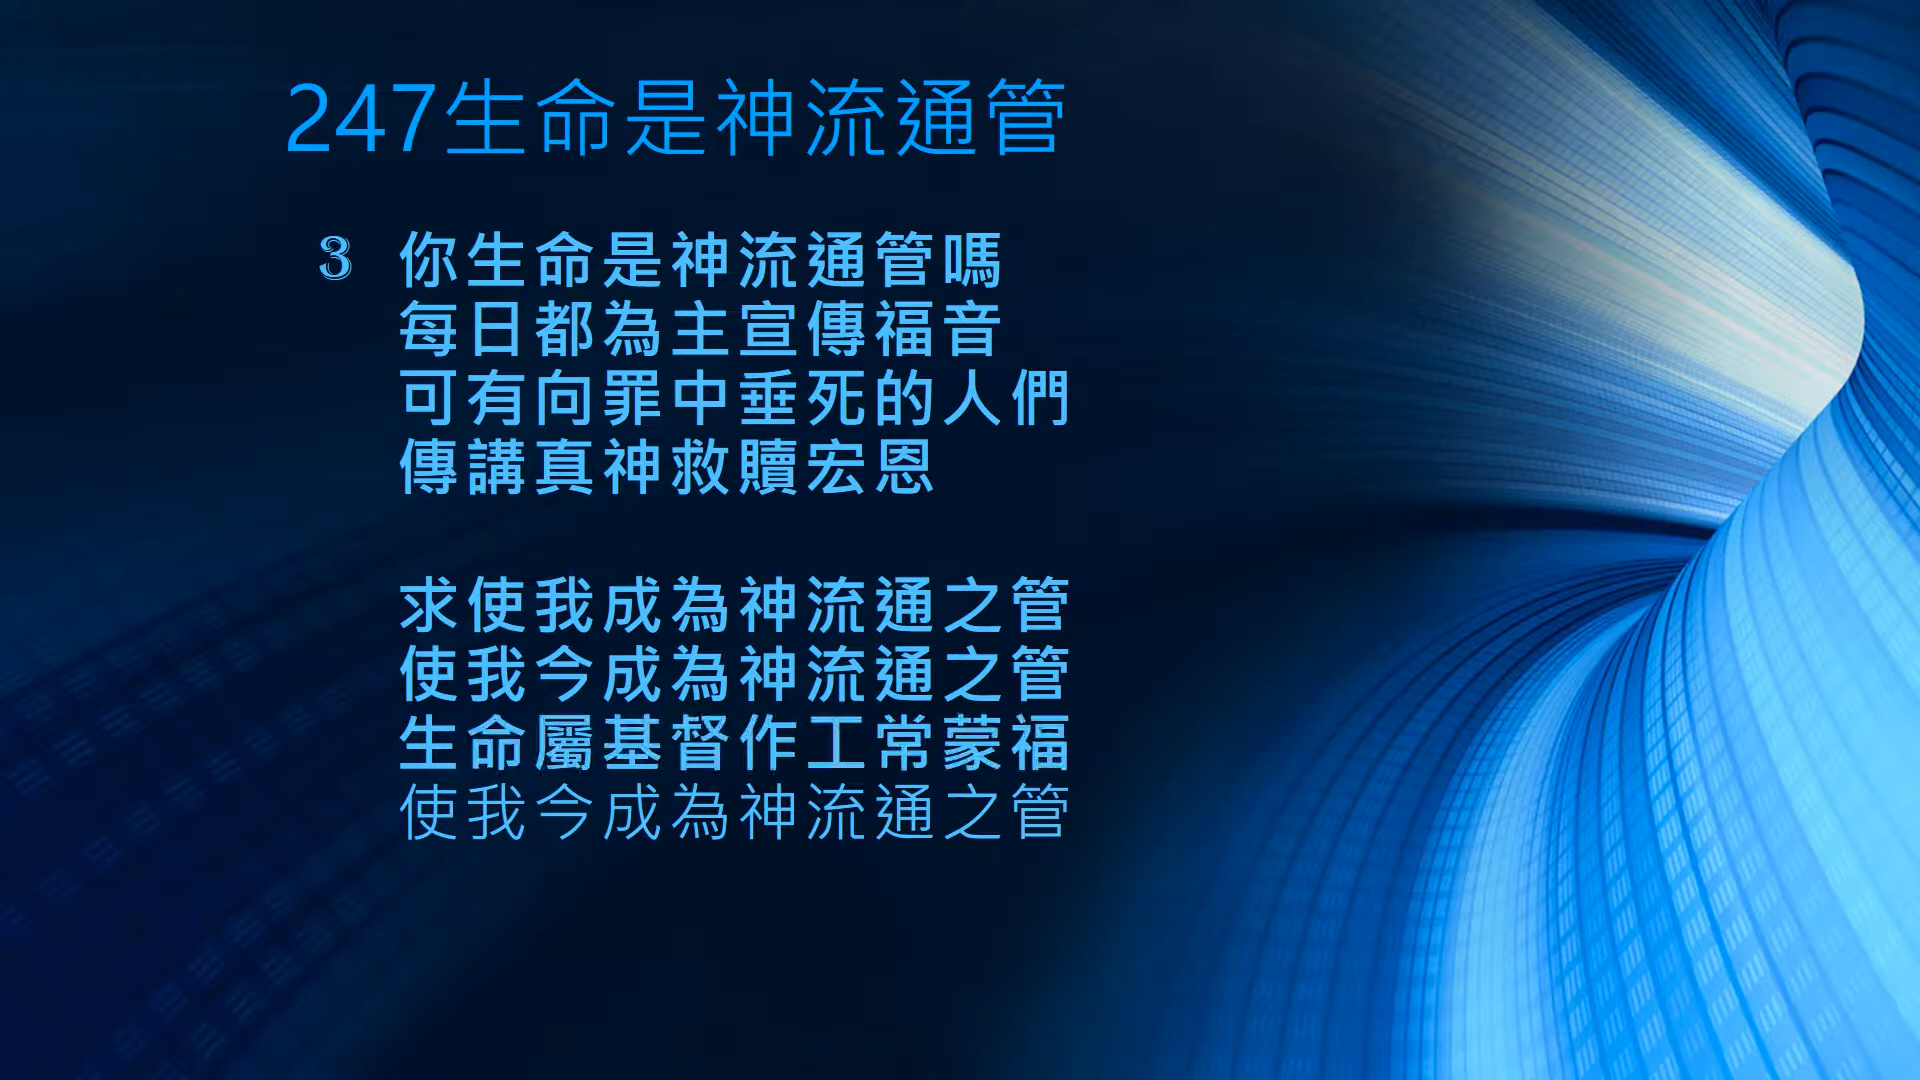 247生命是神流通管
3 你生命是神流通管嗎
每日都為主宣傳福音
可有向罪中垂死的人們
傳講真神救贖宏恩
求使我成為神流通之管
使我今成為神流通之管
生命屬基督作工常蒙福
使我今成為神流通之管